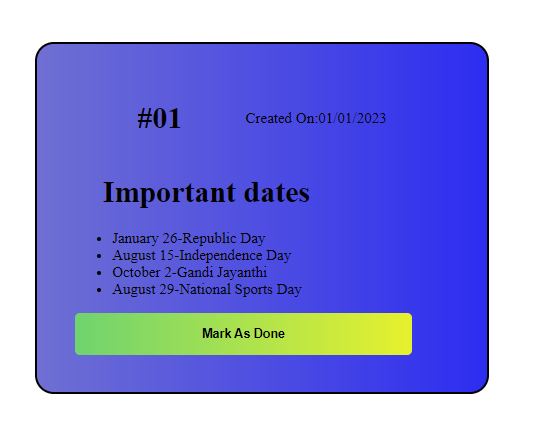 #01 Created On:01/01/2023
Important dates
January 26-Republic Day
August 15-Independence Day
October 2-Gandi Jayanthi
August 29-National Sports Day
Mark As Done